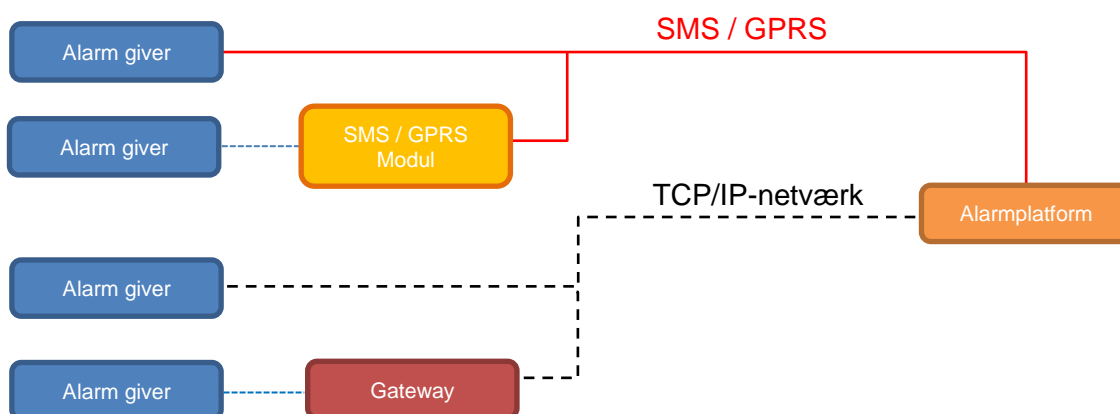 SMS / GPRS
Alarm giver
Alarm giver
SMS / GPRS
Modul
TCP/IP-netværk
Alarmplatform
Alarm giver
Alarm giver
Gateway